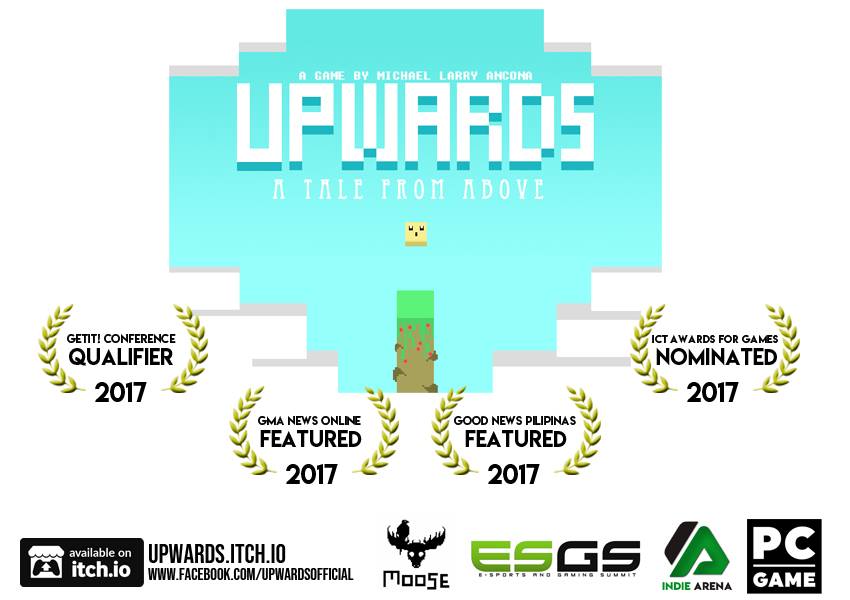 A GAME BY MICHAEL LARRY ANCONA
UPWARDS
A TALE FROM ABOVE
GETIT! CONFERENCE
QUALIFIER
2017
ICT AWARDS FOR GAMES
NOMINATED
2017
GMA NEWS ONLINE
FEATURED
2017
GOOD NEWS PILIPINAS
FEATURED
2017
available on
itch.io
UPWARDS.ITCH.IO
WWW.FACEBOOK.COM/UPWARDSOFFICIAL
MOOSE
ESGS
E-SPORTS AND GAMING SUMMIT
INDIE ARENA
PC
GAME